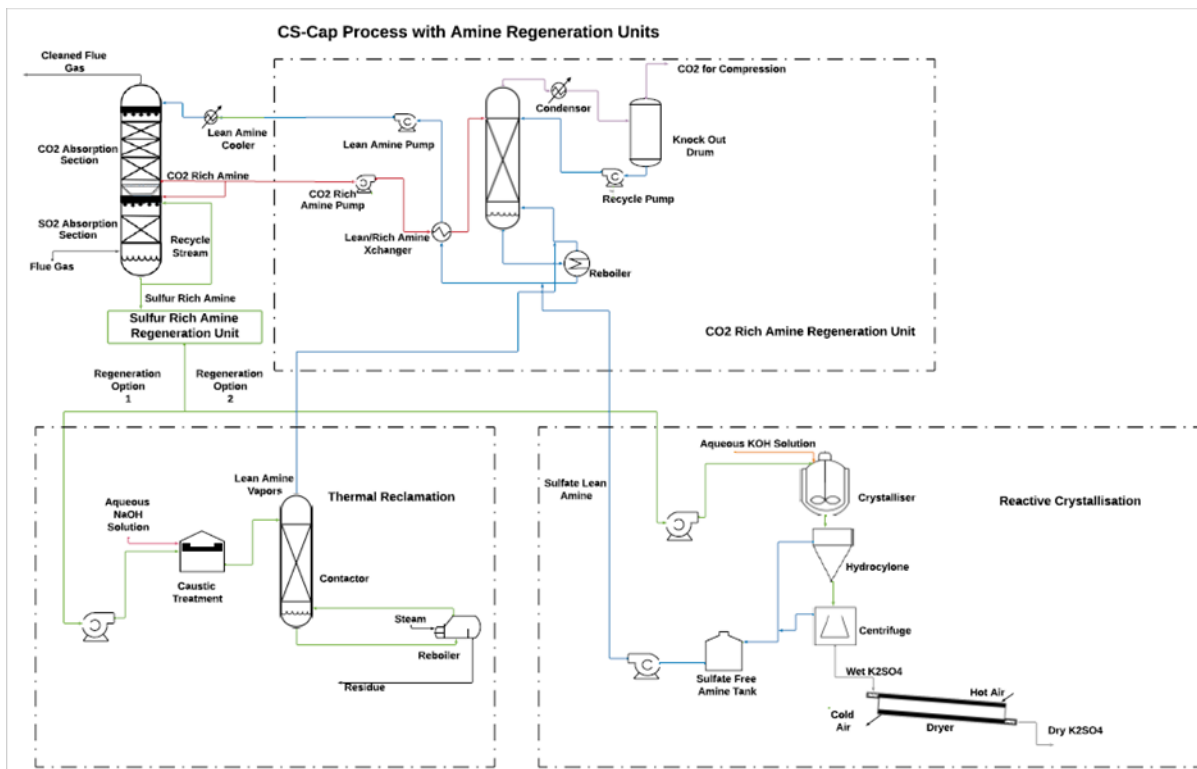 CS-Cap Process with Amine Regeneration Units
Cleaned Flue
Gas
CO2 for Compression
Condensor
Lean Amine
Cooler
Lean Amine Pump
Knock Out
Drum
CO2 Absorption
Section
CO2 Rich Amine
CO2 Rich
Amine Pump
Recycle Pump
SO2 Absorption
Section
Recycle
Stream
Lean/Rich Amine
Xchanger
Flue Gas
Reboiler
Sulfur Rich Amine
Sulfur Rich Amine
Regeneration Unit
CO2 Rich Amine Regeneration Unit
Regeneration
Option
1
Regeneration
Option
2
Lean Amine
Vapors
Thermal Reclamation
Aqueous
NaOH
Solution
Caustic
Treatment
Contactor
Steam
Reboiler
Residue
Aqueous KOH Solution
Sulfate Lean
Amine
Crystalliser
Reactive Crystallisation
Hydrocylone
Centrifuge
Sulfate Free
Amine Tank
Wet K2SO4
Hot Air
Cold
Air
Dryer
Dry K2SO4